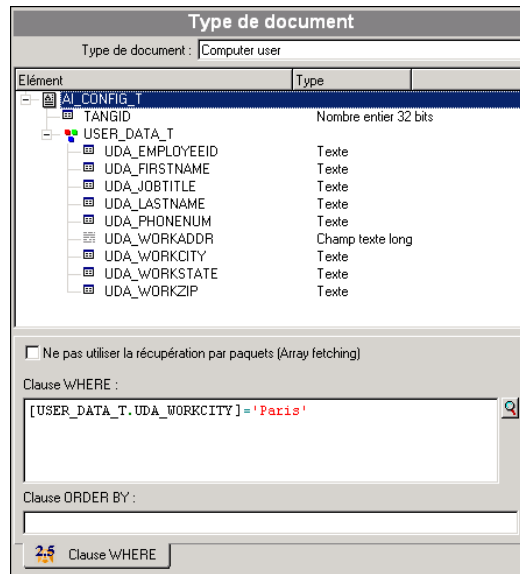 Type de document
Type de document : Computer user
Elément Type
AI_CONFIG_T
TANGID Nombre entier 32 bits
USER_DATA_T
UDA_EMPLOYEEID Texte
UDA_FIRSTNAME Texte
UDA_JOBTITLE Texte
UDA_LASTNAME Texte
UDA_PHONENUM Texte
UDA_WORKADDR Champ texte long
UDA_WORKCITY Texte
UDA_WORKSTATE Texte
UDA_WORKZIP Texte
Ne pas utiliser la récupération par paquets (Array fetching)
Clause WHERE :
[USER_DATA_T.UDA_WORKCITY]='Paris'
Clause ORDER BY :
2.5 Clause WHERE